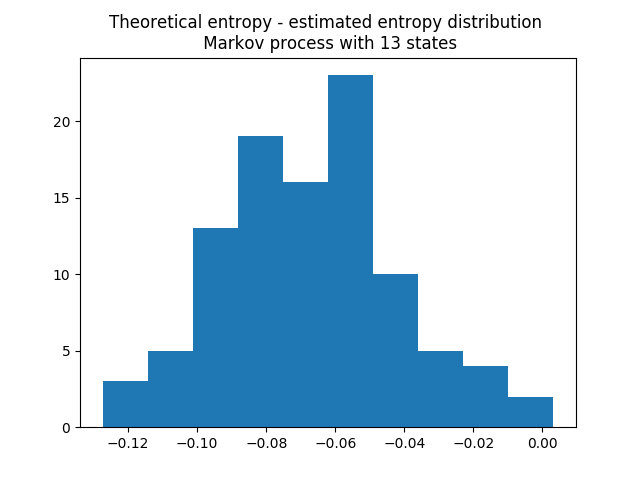 Theoretical entropy - estimated entropy distribution
Markov process with 13 states
20
15
10
5
0
−0.12 −0.10 −0.08 −0.06 −0.04 −0.02 0.00